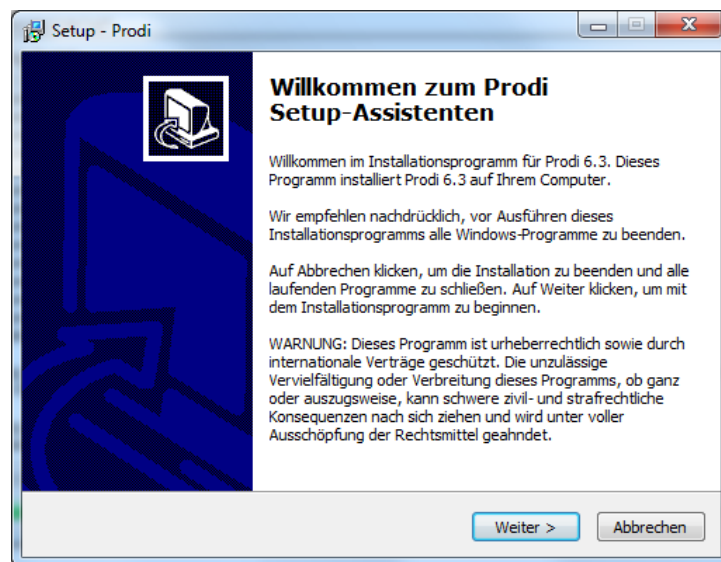 Setup - Prodi
Willkommen zum Prodi
Setup-Assistenten
Willkommen im Installationsprogramm für Prodi 6.3. Dieses
Programm installiert Prodi 6.3 auf Ihrem Computer.
Wir empfehlen nachdrücklich, vor Ausführen dieses
Installationsprogramms alle Windows-Programme zu beenden.
Auf Abbrechen klicken, um die Installation zu beenden und alle
laufenden Programme zu schließen. Auf Weiter klicken, um mit
dem Installationsprogramm zu beginnen.
WARNUNG: Dieses Programm ist urheberrechtlich sowie durch
internationale Verträge geschützt. Die unzulässige
Vervielfältigung oder Verbreitung dieses Programms, ob ganz
oder auszugsweise, kann schwere zivil- und strafrechtliche
Konsequenzen nach sich ziehen und wird unter voller
Ausschöpfung der Rechtsmittel geahndet.
Weiter >
Abbrechen